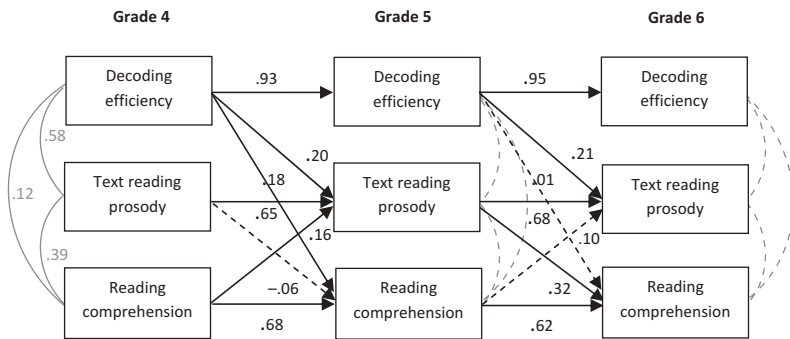 Grade 4
Grade 5
Grade 6
Decoding
efficiency
.93
Decoding
efficiency
.95
Decoding
efficiency
.58
.20
.21
.12
Text reading
prosody
.18
.65
Text reading
prosody
.01
.68
Text reading
prosody
.39
.16
.10
Reading
comprehension
–.06
.68
Reading
comprehension
.32
.62
Reading
comprehension